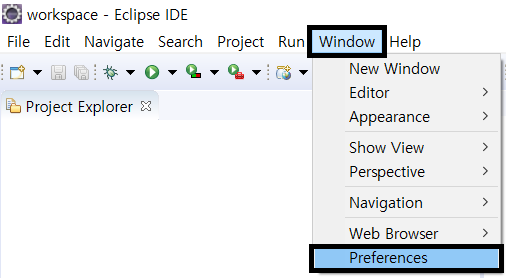 workspace - Eclipse IDE
File Edit Navigate Search Project Run Window Help
Project Explorer
New Window
Editor
Appearance
Show View
Perspective
Navigation
Web Browser
Preferences